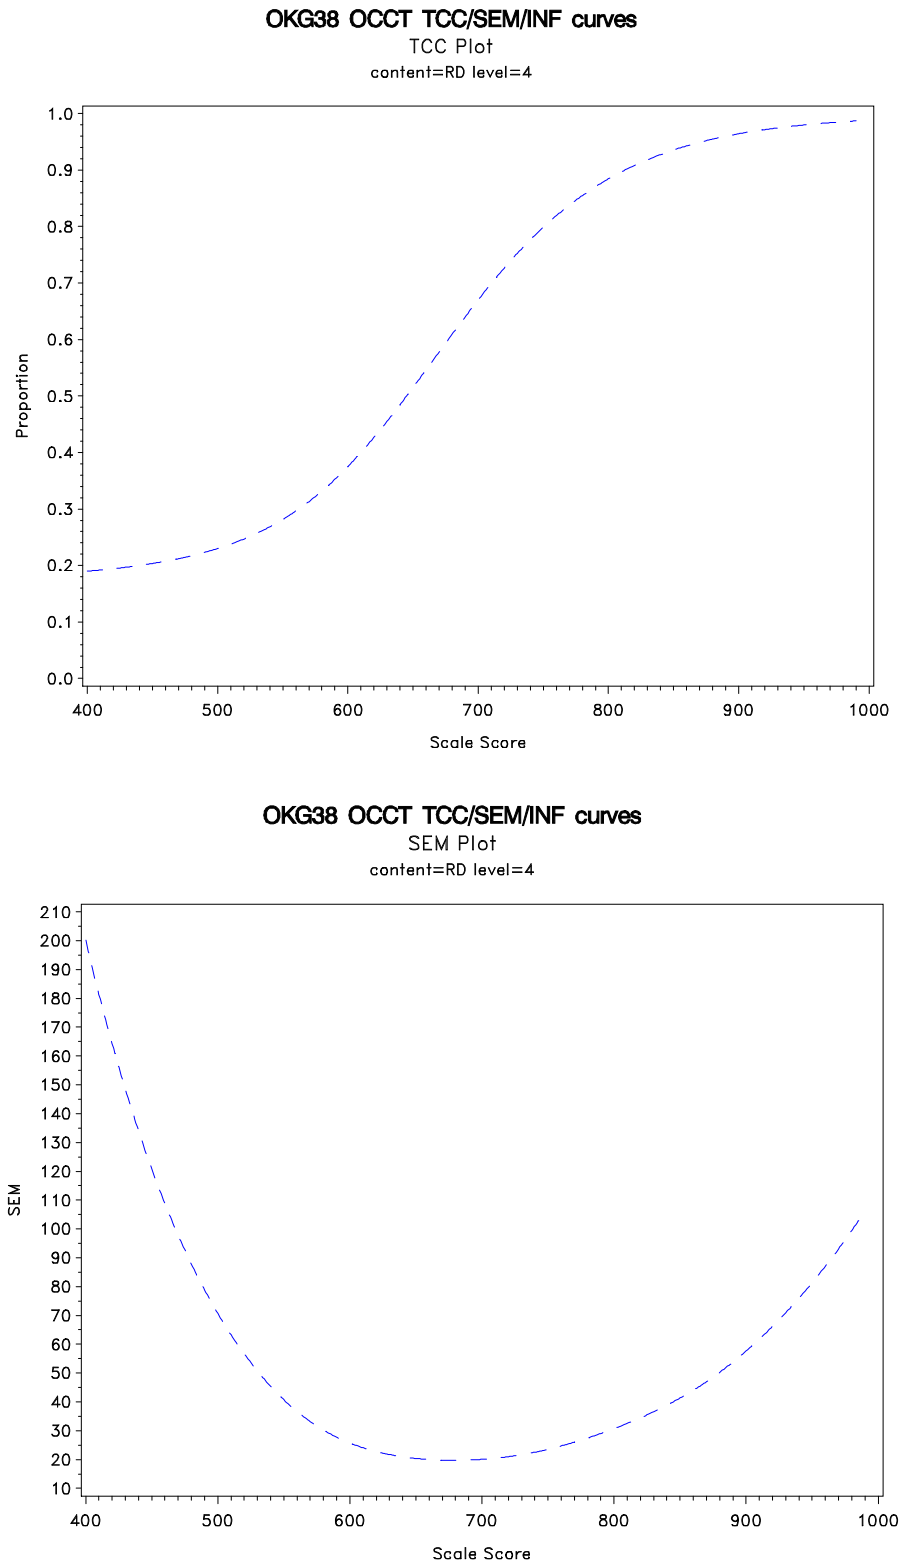 OKG38 OCCT TCC/SEM/INF curves
TCC Plot
content=RD level=4
1.0
0.9
0.8
0.7
0.6
0.5
0.4
0.3
0.2
0.1
0.0
Proportion
400 500 600 700 800 900 1000
Scale Score
OKG38 OCCT TCC/SEM/INF curves
SEM Plot
content=RD level=4
210
200
190
180
170
160
150
140
130
120
110
100
90
80
70
60
50
40
30
20
10
SEM
400 500 600 700 800 900 1000
Scale Score